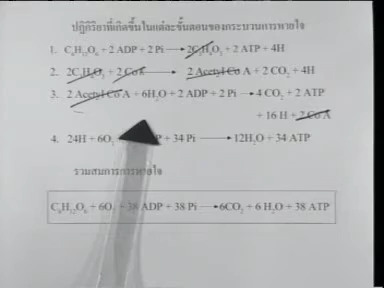 ปฏิกิริยาที่เกิดขึ้นในแต่ละขั้นตอนของกระบวนการหายใจ
1. C₆H₁₂O₆ + 2 ADP + 2 Pi → 2C₃H₄O₃ + 2 ATP + 4H
2. 2C₃H₄O₃ + 2 CoA → 2 Acetyl Co A + 2 CO₂ + 4H
3. 2 Acetyl Co A + 6H₂O + 2 ADP + 2 Pi → 4 CO₂ + 2 ATP
+ 16 H + 2 Co A
4. 24H + 6O₂ P + 34 Pi → 12H₂O + 34 ATP
รวมสมการการหายใจ
C₆H₁₂O₆ + 6O₂ + 38 ADP + 38 Pi → 6CO₂ + 6 H₂O + 38 ATP